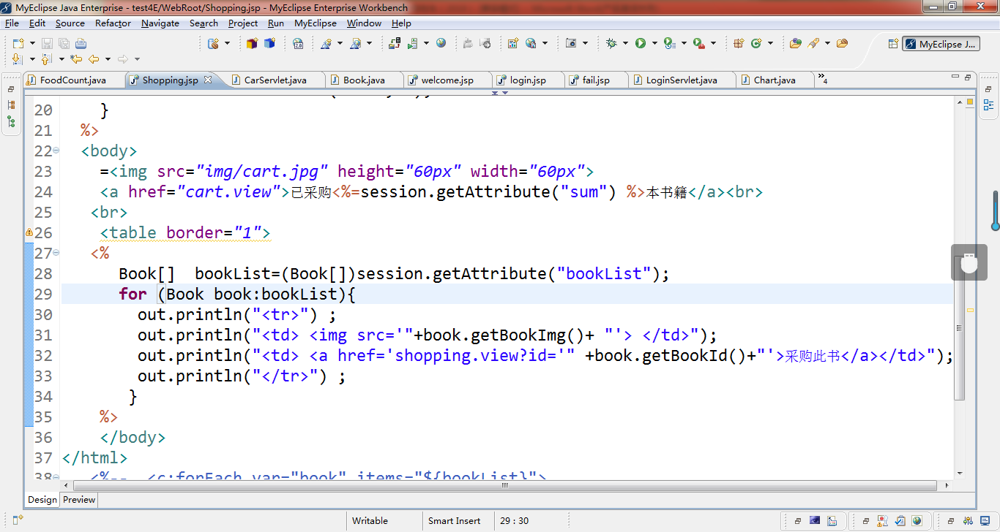 MyEclipse Java Enterprise - test4E/WebRoot/Shopping.jsp - MyEclipse Enterprise Workbench
File Edit Source Refactor Navigate Search Project Run MyEclipse Window Help
MyEclipse J...
FoodCount.java Shopping.jsp CarServlet.java Book.java welcome.jsp login.jsp fail.jsp LoginServlet.java Chart.java »4
20 }
21 %>
22 <body>
23 =<img src="img/cart.jpg" height="60px" width="60px">
24 <a href="cart.view">已采购<%=session.getAttribute("sum") %>本书籍</a><br>
25 <br>
26 <table border="1">
27 <%
28 Book[]  bookList=(Book[])session.getAttribute("bookList");
29 for (Book book:bookList){
30 out.println("<tr>") ;
31 out.println("<td> <img src='"+book.getBookImg()+ "'> </td>");
32 out.println("<td> <a href='shopping.view?id='" +book.getBookId()+"'>采购此书</a></td>");
33 out.println("</tr>") ;
34 }
35 %>
36 </body>
37 </html>
38 <%-- <c:forEach var="book" items="${bookList}">
Design Preview
Writable Smart Insert 29 : 30